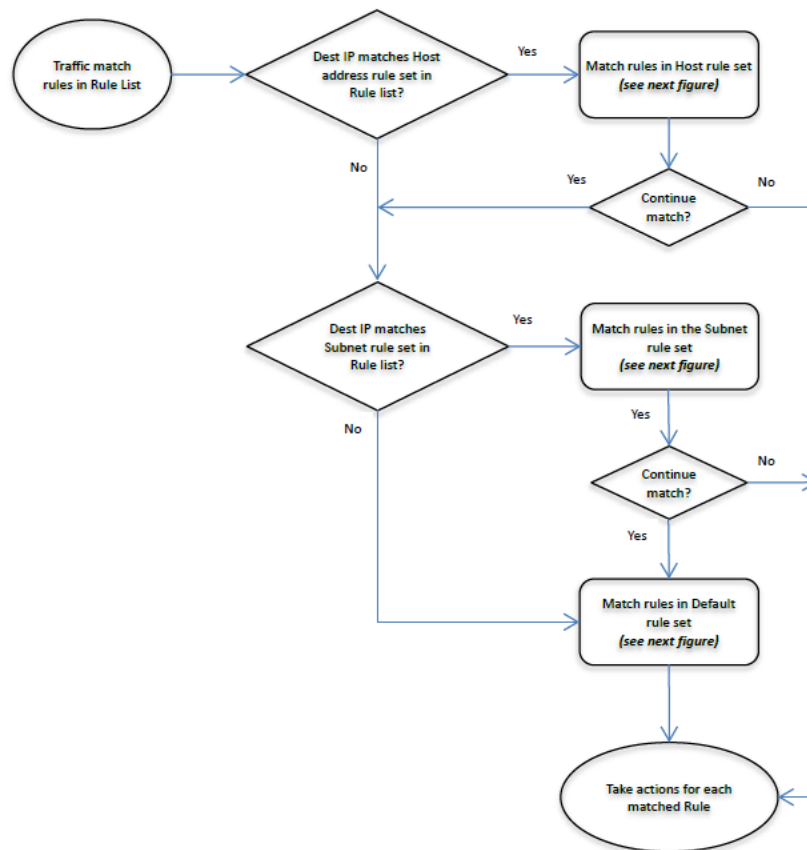 Traffic match
rules in Rule List
Dest IP matches Host
address rule set in
Rule list?
Yes
Match rules in Host rule set
(see next figure)
No
Yes
Continue
match?
No
Dest IP matches
Subnet rule set in
Rule list?
Yes
Match rules in the Subnet
rule set
(see next figure)
No
Yes
Continue
match?
No
Yes
Match rules in Default
rule set
(see next figure)
Take actions for each
matched Rule